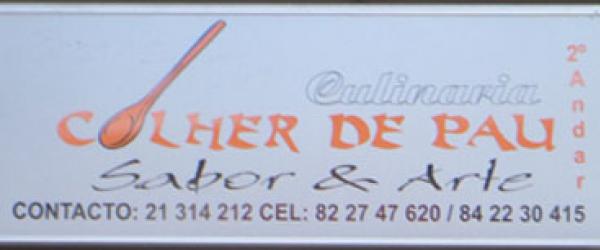 Culinaria
COLHER DE PAU
Sabor & Arte
2º Andar
CONTACTO: 21 314 212 CEL: 82 27 47 620 / 84 22 30 415